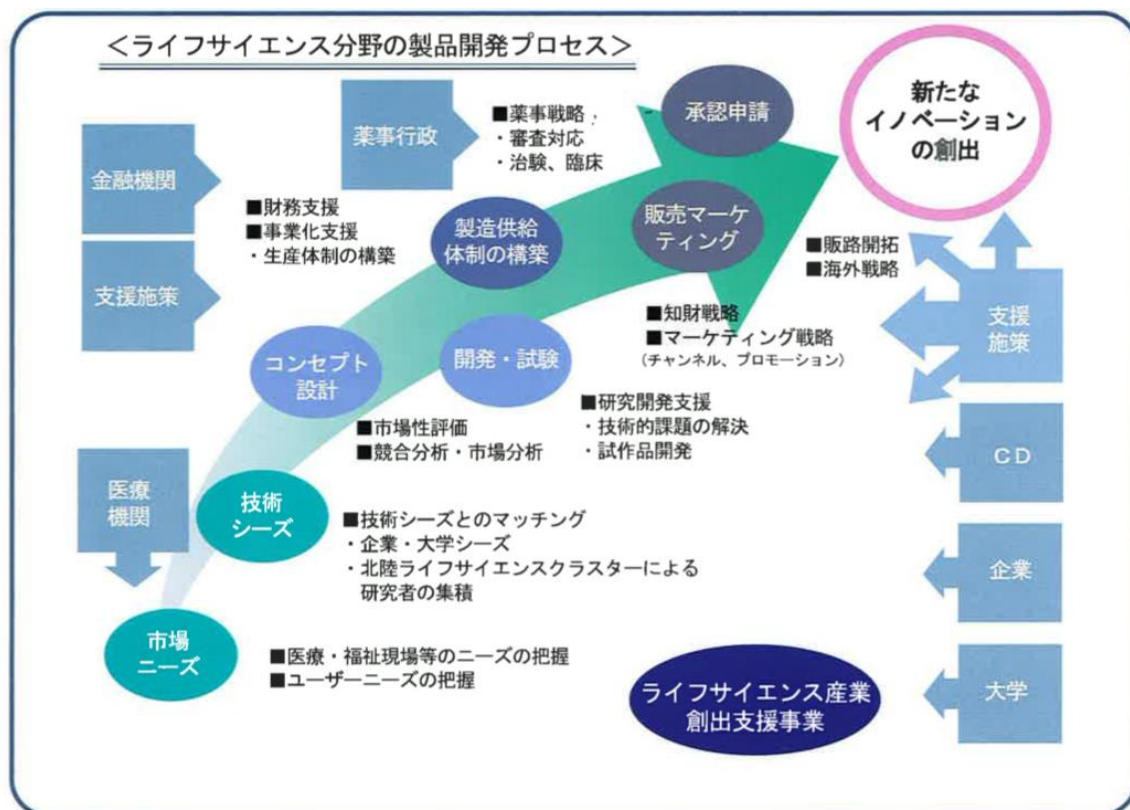 ＜ライフサイエンス分野の製品開発プロセス＞
新たな
イノベーション
の創出
承認申請
薬事行政
■薬事戦略
・審査対応
・治験、臨床
金融機関
■財務支援
■事業化支援
・生産体制の構築
製造供給
体制の構築
販売マーケ
ティング
■販路開拓
■海外戦略
支援施策
支援
施策
■知財戦略
■マーケティング戦略
（チャンネル、プロモーション）
コンセプト
設計
開発・試験
■研究開発支援
・技術的課題の解決
・試作品開発
■市場性評価
■競合分析・市場分析
CD
医療
機関
技術
シーズ
■技術シーズとのマッチング
・企業・大学シーズ
・北陸ライフサイエンスクラスターによる
研究者の集積
企業
市場
ニーズ
■医療・福祉現場等のニーズの把握
■ユーザーニーズの把握
ライフサイエンス産業
創出支援事業
大学